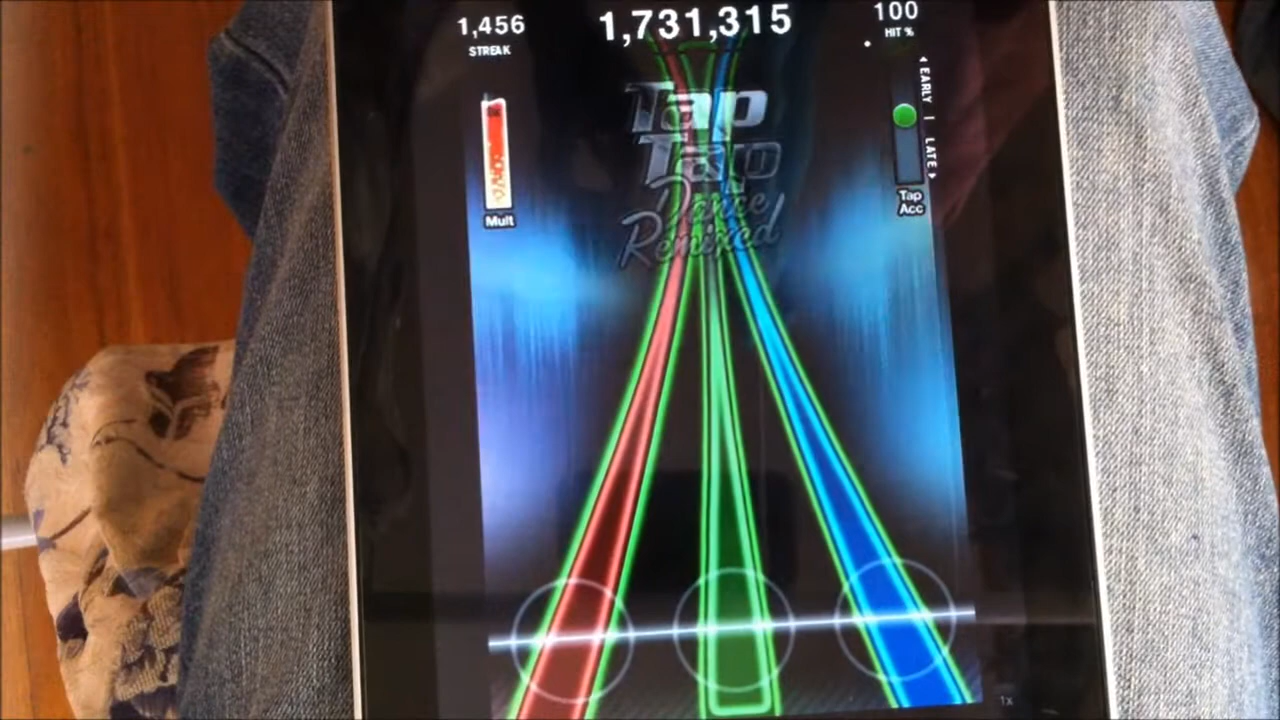 1,456
STREAK
1,731,315
100
HIT %
EARLY | LATE
Tap
Tap
Dance
Remixed
Mult
Tap
Acc
1x